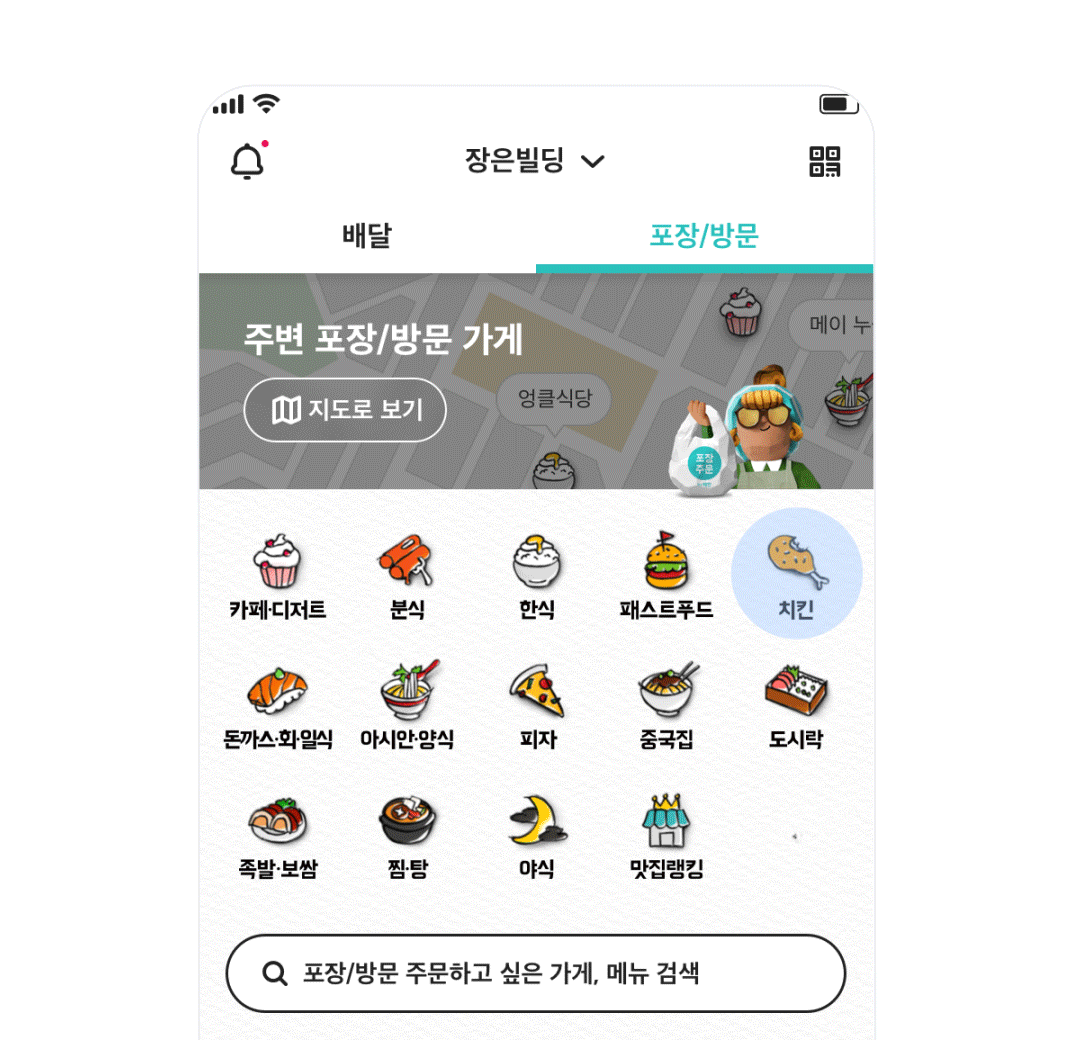 장은빌딩
배달
포장/방문
주변 포장/방문 가게
메이 누
지도로 보기
엉클식당
포장
주문
카페·디저트
분식
한식
패스트푸드
치킨
돈까스·회·일식
아시안·양식
피자
중국집
도시락
족발·보쌈
찜·탕
야식
맛집랭킹
포장/방문 주문하고 싶은 가게, 메뉴 검색